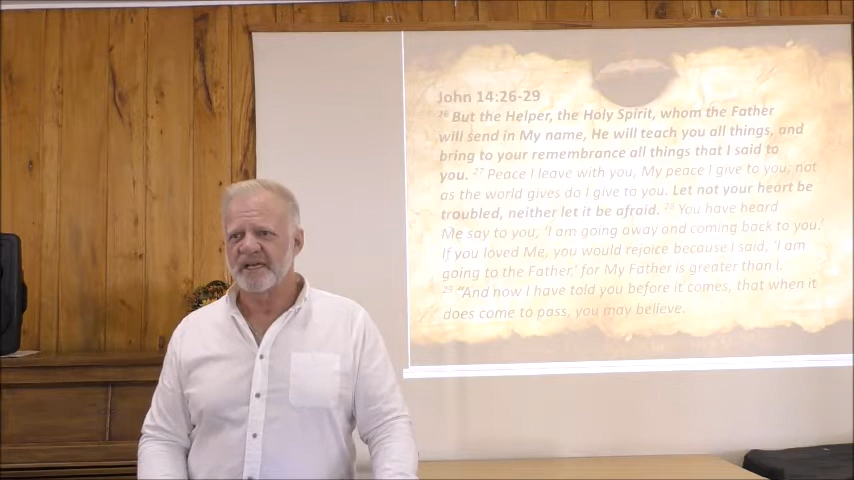 John 14:26-29
26 But the Helper, the Holy Spirit, whom the Father
will send in My name, He will teach you all things, and
bring to your remembrance all things that I said to
you. 27 Peace I leave with you, My peace I give to you; not
as the world gives do I give to you. Let not your heart be
troubled, neither let it be afraid. 28 You have heard
Me say to you, 'I am going away and coming back to you.'
If you loved Me, you would rejoice because I said, 'I am
going to the Father,' for My Father is greater than I.
29 "And now I have told you before it comes, that when it
does come to pass, you may believe.